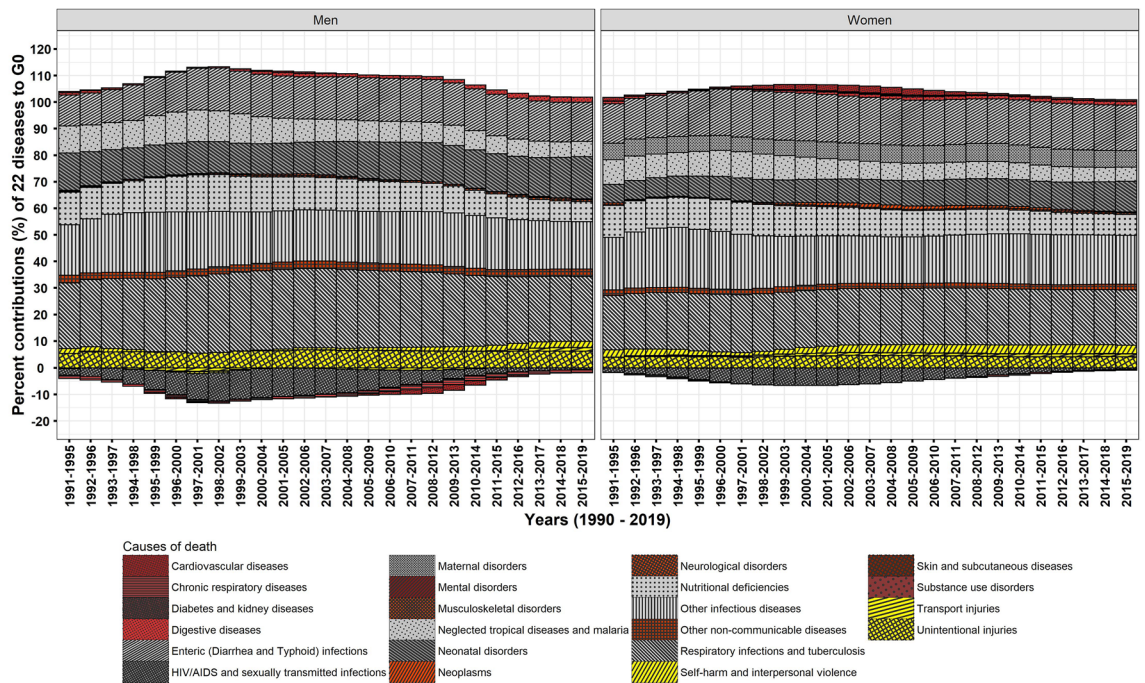 Men
Women
Percent contributions (%) of 22 diseases to G0
120
110
100
90
80
70
60
50
40
30
20
10
0
-10
-20
1991-1995
1992-1996
1993-1997
1994-1998
1995-1999
1996-2000
1997-2001
1998-2002
1999-2003
2000-2004
2001-2005
2002-2006
2003-2007
2004-2008
2005-2009
2006-2010
2007-2011
2008-2012
2009-2013
2010-2014
2011-2015
2012-2016
2013-2017
2014-2018
2015-2019
1991-1995
1992-1996
1993-1997
1994-1998
1995-1999
1996-2000
1997-2001
1998-2002
1999-2003
2000-2004
2001-2005
2002-2006
2003-2007
2004-2008
2005-2009
2006-2010
2007-2011
2008-2012
2009-2013
2010-2014
2011-2015
2012-2016
2013-2017
2014-2018
2015-2019
Years (1990 - 2019)
Causes of death
Cardiovascular diseases
Chronic respiratory diseases
Diabetes and kidney diseases
Digestive diseases
Enteric (Diarrhea and Typhoid) infections
HIV/AIDS and sexually transmitted infections
Maternal disorders
Mental disorders
Musculoskeletal disorders
Neglected tropical diseases and malaria
Neonatal disorders
Neoplasms
Neurological disorders
Nutritional deficiencies
Other infectious diseases
Other non-communicable diseases
Respiratory infections and tuberculosis
Self-harm and interpersonal violence
Skin and subcutaneous diseases
Substance use disorders
Transport injuries
Unintentional injuries